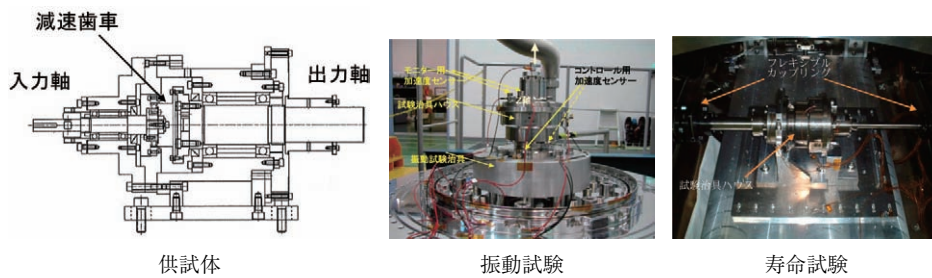 減速歯車
入力軸
出力軸
モニター用
加速度センサー
コントロール用
加速度センサー
Z軸
試験治具ハウス
振動試験治具
フレキシブル
カップリング
試験治具ハウス
供試体
振動試験
寿命試験